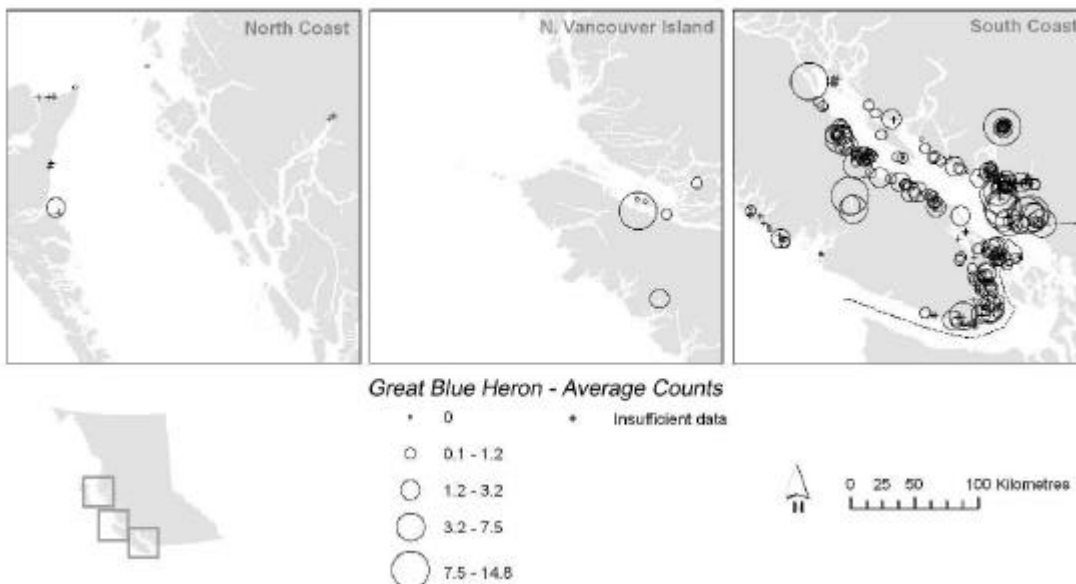 North Coast
N. Vancouver Island
South Coast
Great Blue Heron - Average Counts
0
Insufficient data
0.1 - 1.2
1.2 - 3.2
3.2 - 7.5
7.5 - 14.8
N
0 25 50 100 Kilometres